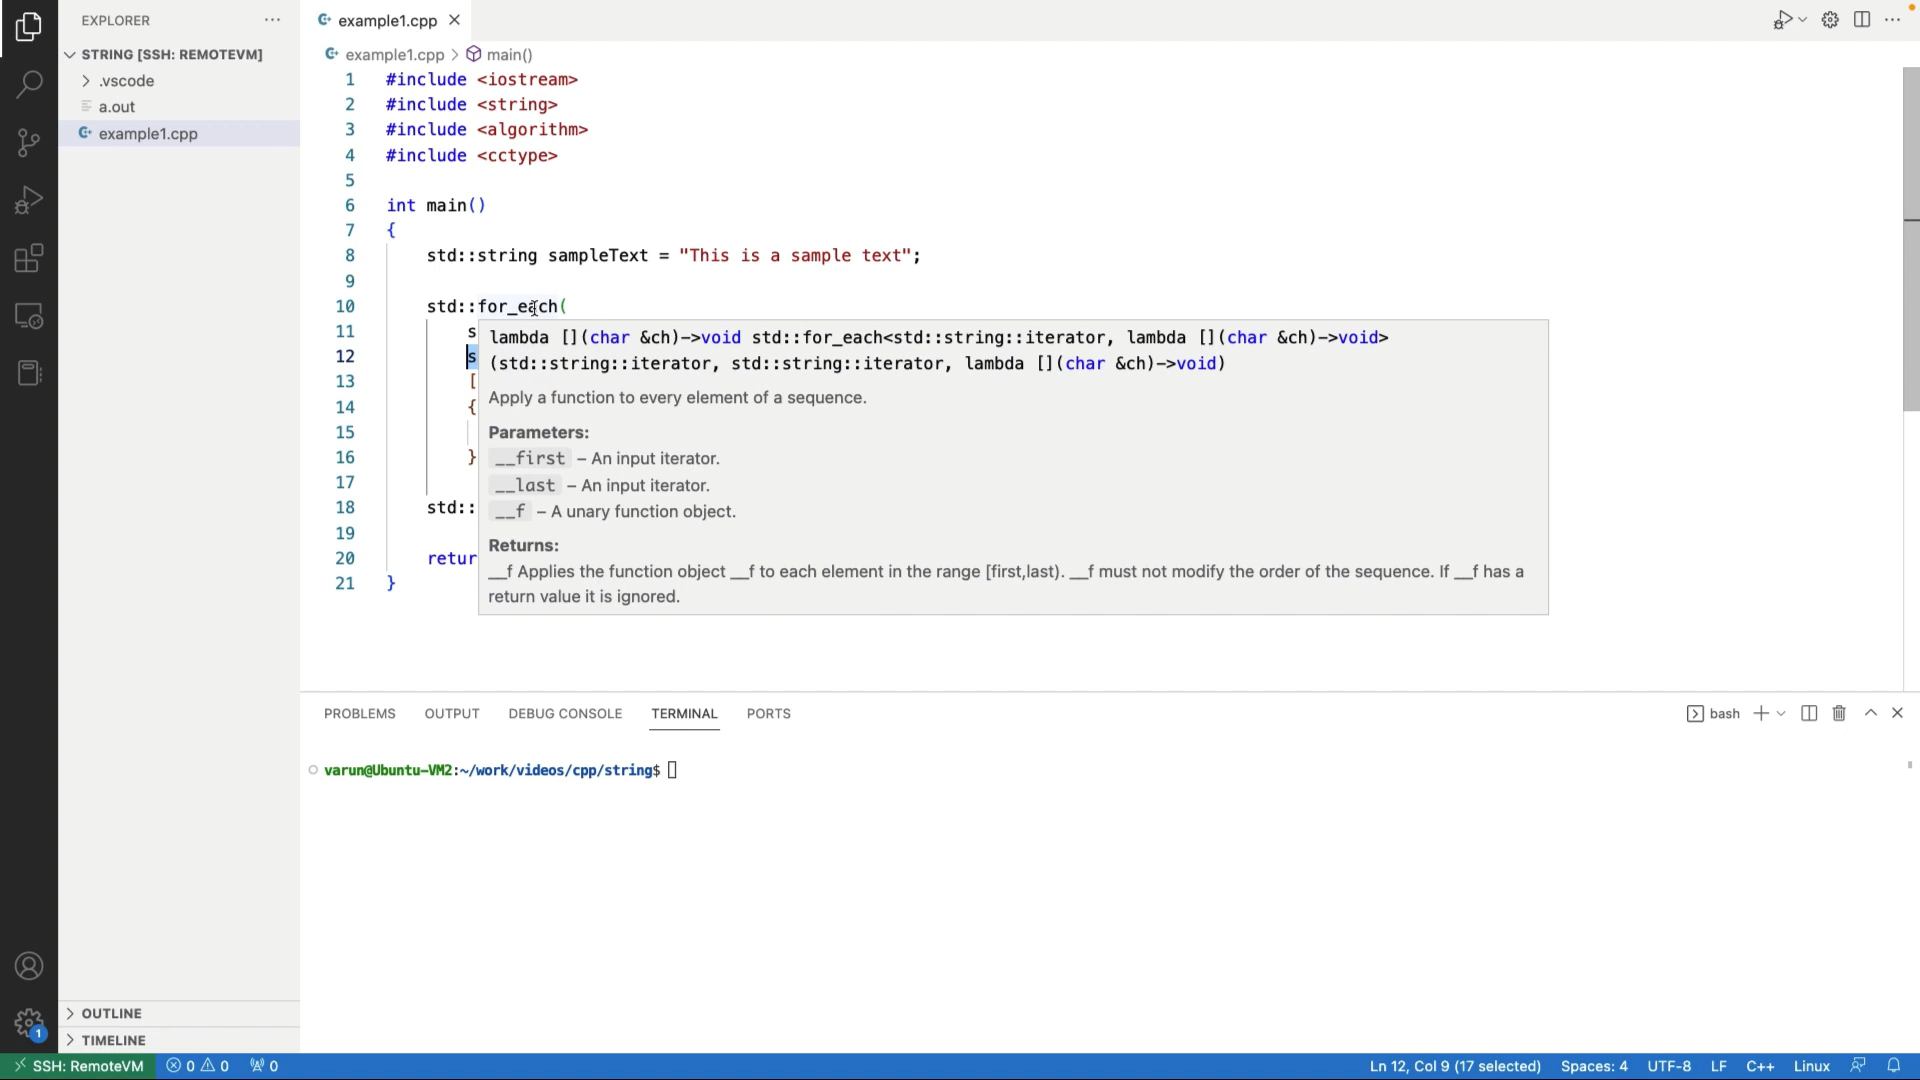 EXPLORER
example1.cpp
STRING [SSH: REMOTEVM]
.vscode
a.out
example1.cpp
example1.cpp > main()
1 #include <iostream>
2 #include <string>
3 #include <algorithm>
4 #include <cctype>
5
6 int main()
7 {
8 std::string sampleText = "This is a sample text";
9
10 std::for_each(
11 s
12 s
13 [
14 {
15
16 }
17
18 std::
19
20 retur
21 }
lambda [](char &ch)->void std::for_each<std::string::iterator, lambda [](char &ch)->void>
(std::string::iterator, std::string::iterator, lambda [](char &ch)->void)
Apply a function to every element of a sequence.
Parameters:
__first – An input iterator.
__last – An input iterator.
__f – A unary function object.
Returns:
__f Applies the function object __f to each element in the range [first,last). __f must not modify the order of the sequence. If __f has a
return value it is ignored.
PROBLEMS OUTPUT DEBUG CONSOLE TERMINAL PORTS
bash
varun@Ubuntu-VM2:~/work/videos/cpp/string$
OUTLINE
TIMELINE
1
SSH: RemoteVM 0 0 0
Ln 12, Col 9 (17 selected) Spaces: 4 UTF-8 LF C++ Linux